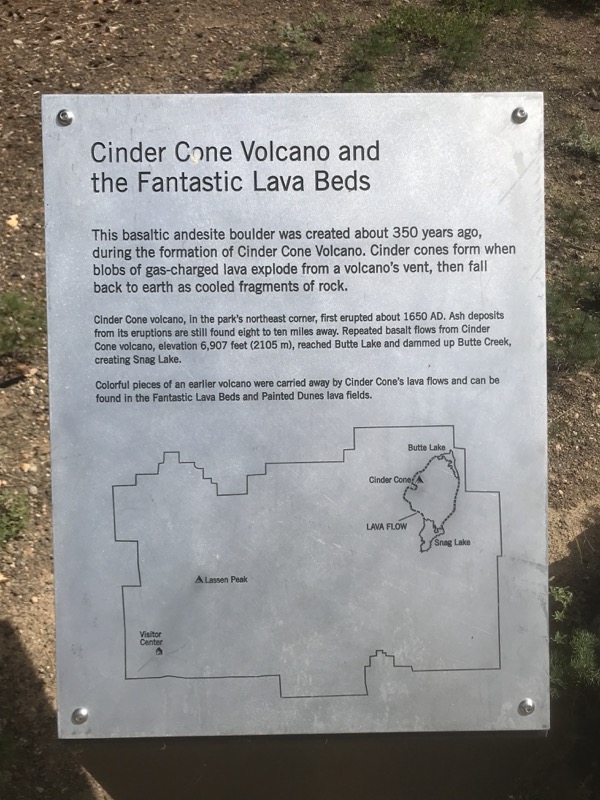 Cinder Cone Volcano and
the Fantastic Lava Beds
This basaltic andesite boulder was created about 350 years ago,
during the formation of Cinder Cone Volcano. Cinder cones form when
blobs of gas-charged lava explode from a volcano's vent, then fall
back to earth as cooled fragments of rock.
Cinder Cone volcano, in the park's northeast corner, first erupted about 1650 AD. Ash deposits
from its eruptions are still found eight to ten miles away. Repeated basalt flows from Cinder
Cone volcano, elevation 6,907 feet (2105 m), reached Butte Lake and dammed up Butte Creek,
creating Snag Lake.
Colorful pieces of an earlier volcano were carried away by Cinder Cone's lava flows and can be
found in the Fantastic Lava Beds and Painted Dunes lava fields.
Butte Lake
Cinder Cone
LAVA FLOW
Snag Lake
Lassen Peak
Visitor
Center